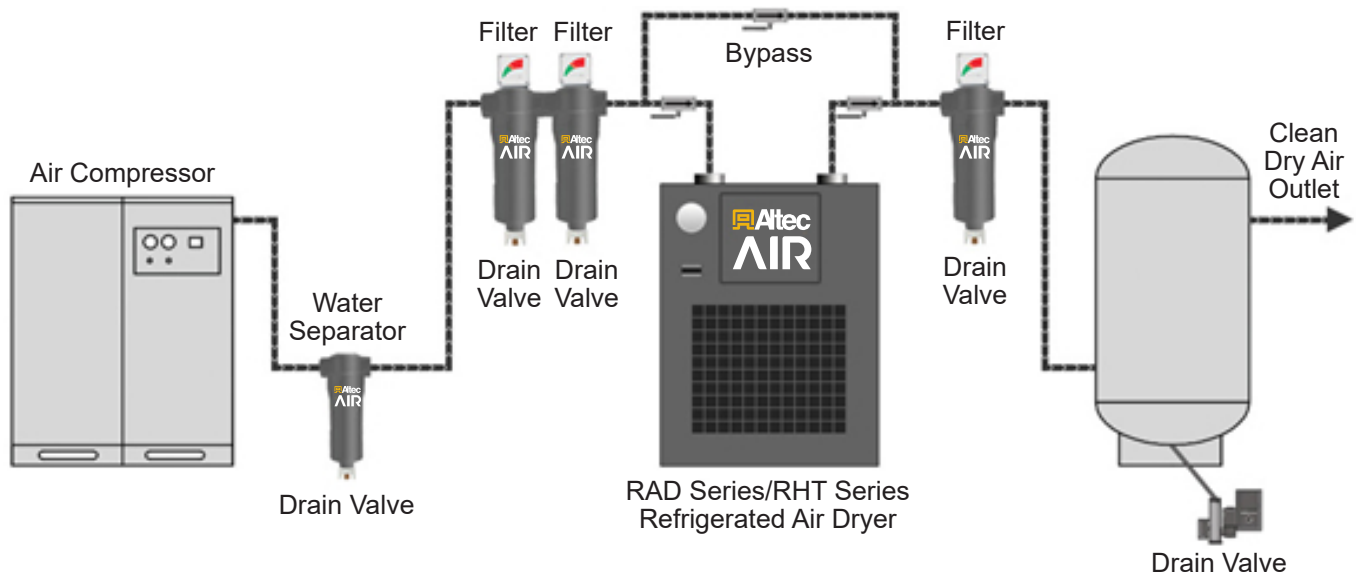 Filter
Filter
Bypass
Filter
Altec
AIR
Altec
AIR
Altec
AIR
Clean
Dry Air
Outlet
Air Compressor
Altec
AIR
Drain
Valve
Drain
Valve
Drain
Valve
Water
Separator
Altec
AIR
Drain Valve
RAD Series/RHT Series
Refrigerated Air Dryer
Drain Valve